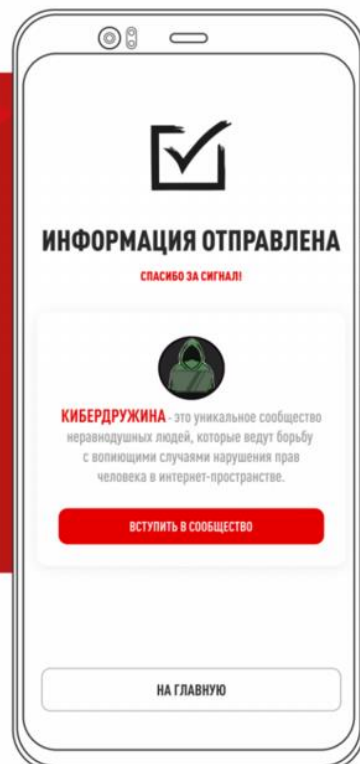 ИНФОРМАЦИЯ ОТПРАВЛЕНА
СПАСИБО ЗА СИГНАЛ!
КИБЕРДРУЖИНА - это уникальное сообщество
неравнодушных людей, которые ведут борьбу
с вопиющими случаями нарушения прав
человека в интернет-пространстве.
ВСТУПИТЬ В СООБЩЕСТВО
НА ГЛАВНУЮ